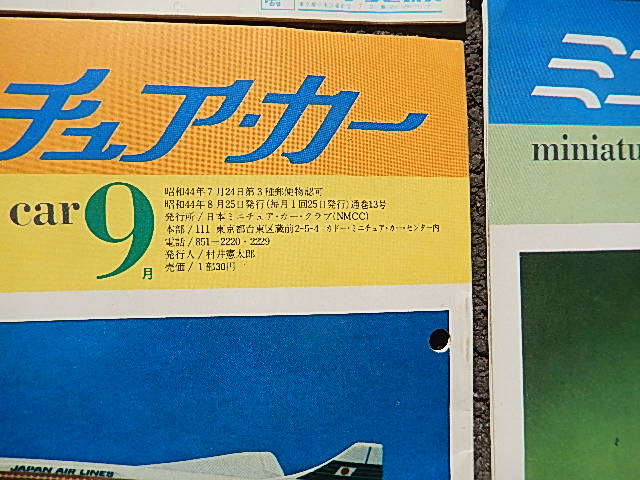 チュア・カー
car 9月
昭和44年7月24日第3種郵便物認可
昭和44年8月25日発行(毎月1回25日発行)通巻13号
発行所/日本ミニチュア・カー・クラブ(NMCC)
本部/111 東京都台東区蔵前2-5-4 カドー・ミニチュア・カー・センター内
電話/851-2220・2229
発行人/村井憲太郎
売価/1部30円
JAPAN AIR LINES
ミニ
miniatu